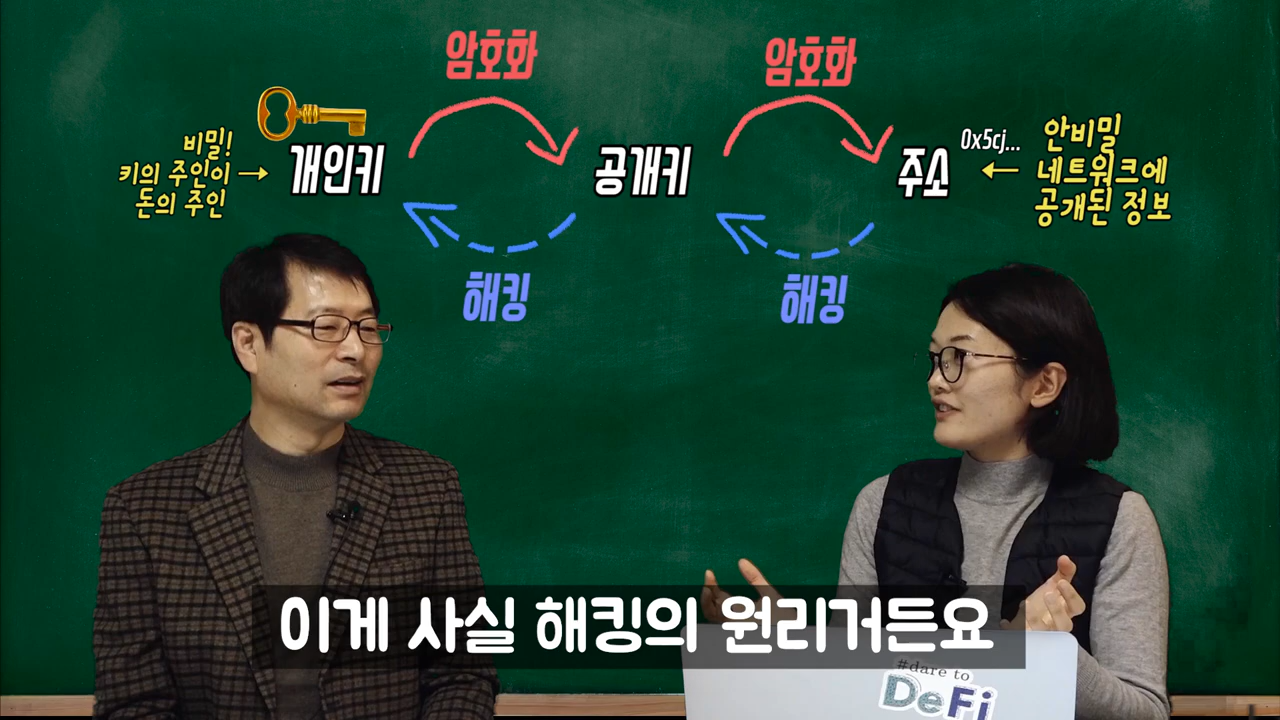 암호화
암호화
비밀!
키의 주인이
돈의 주인
개인키
공개키
주소
0x5cj...
안비밀
네트워크에
공개된 정보
해킹
해킹
이게 사실 해킹의 원리거든요
#dare to
DeFi